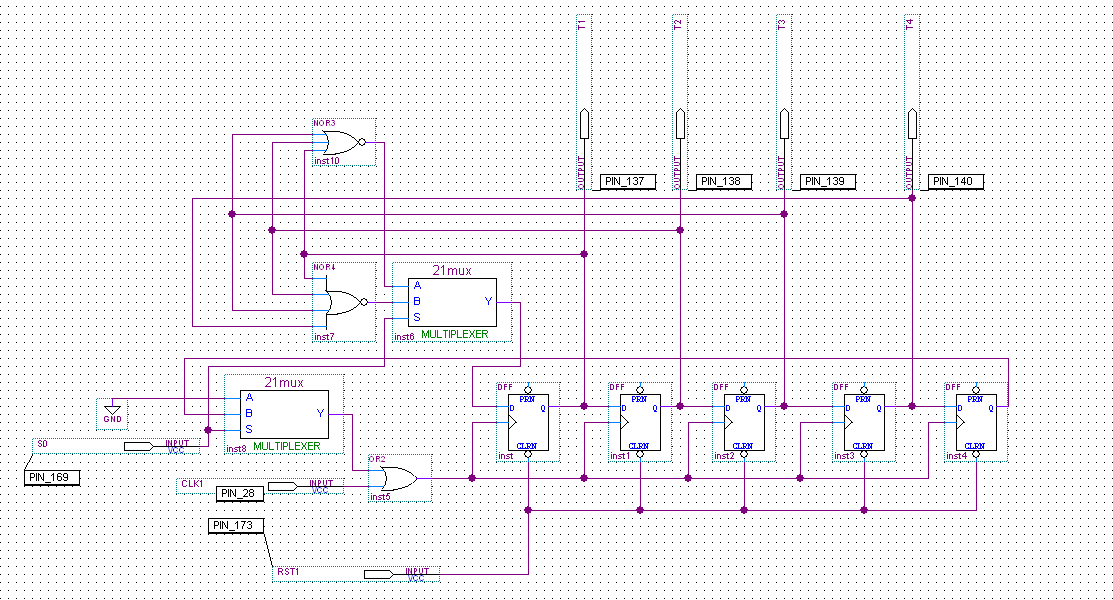 T1
T2
T3
T4
OUTPUT
OUTPUT
OUTPUT
OUTPUT
PIN_137
PIN_138
PIN_139
PIN_140
NOR3
inst10
NOR4
inst7
21mux
A
B
S
Y
MULTIPLEXER
inst6
21mux
A
B
S
Y
MULTIPLEXER
inst8
GND
S0
INPUT
VCC
PIN_169
CLK1
INPUT
VCC
PIN_28
OR2
inst5
PIN_173
RST1
INPUT
VCC
DFF
PRN
D
Q
CLRN
inst
DFF
PRN
D
Q
CLRN
inst1
DFF
PRN
D
Q
CLRN
inst2
DFF
PRN
D
Q
CLRN
inst3
DFF
PRN
D
Q
CLRN
inst4